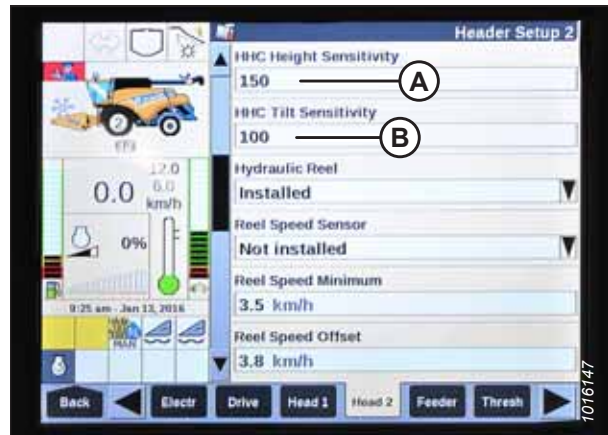 Header Setup 2
HHC Height Sensitivity
150
A
HHC Tilt Sensitivity
100
B
Hydraulic Reel
Installed
Reel Speed Sensor
Not installed
Reel Speed Minimum
3.5 km/h
Reel Speed Offset
3.8 km/h
2
12.0
0.0 6.0
km/h
0%
9:25 am - Jan 13, 2016
MAN
Back
Electr
Drive
Head 1
Head 2
Feeder
Thresh
1016147